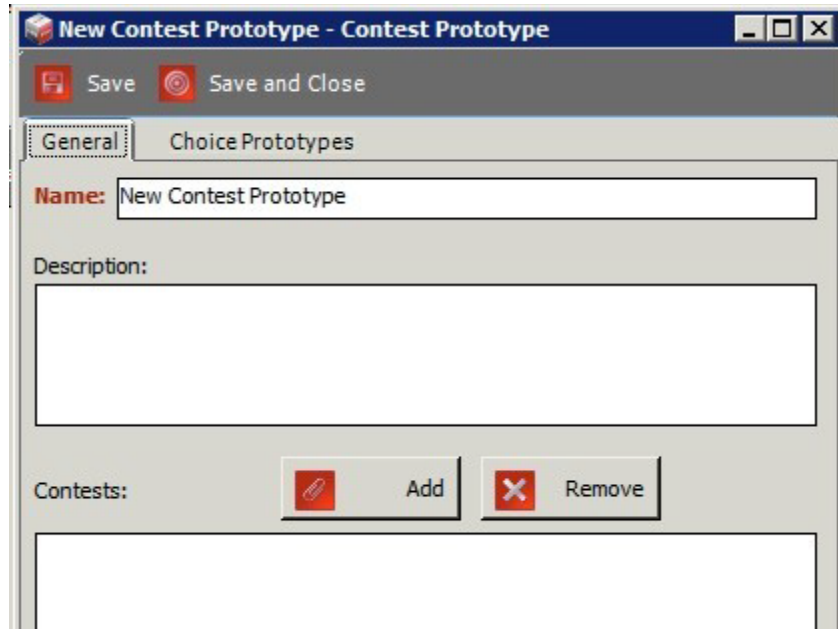 New Contest Prototype - Contest Prototype
Save Save and Close
General Choice Prototypes
Name: New Contest Prototype
Description:
Contests: Add Remove